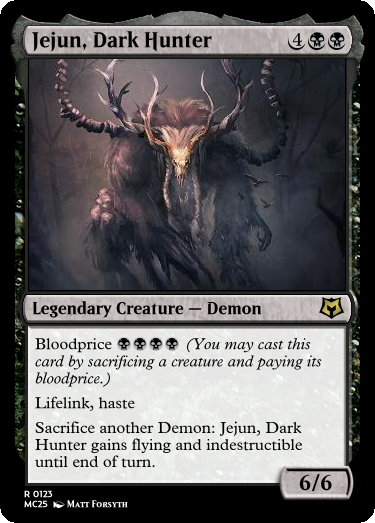 Jejun, Dark Hunter 4
Legendary Creature — Demon
Bloodprice (You may cast this
card by sacrificing a creature and paying its
bloodprice.)
Lifelink, haste
Sacrifice another Demon: Jejun, Dark
Hunter gains flying and indestructible
until end of turn.
6/6
R 0123
MC25 Matt Forsyth